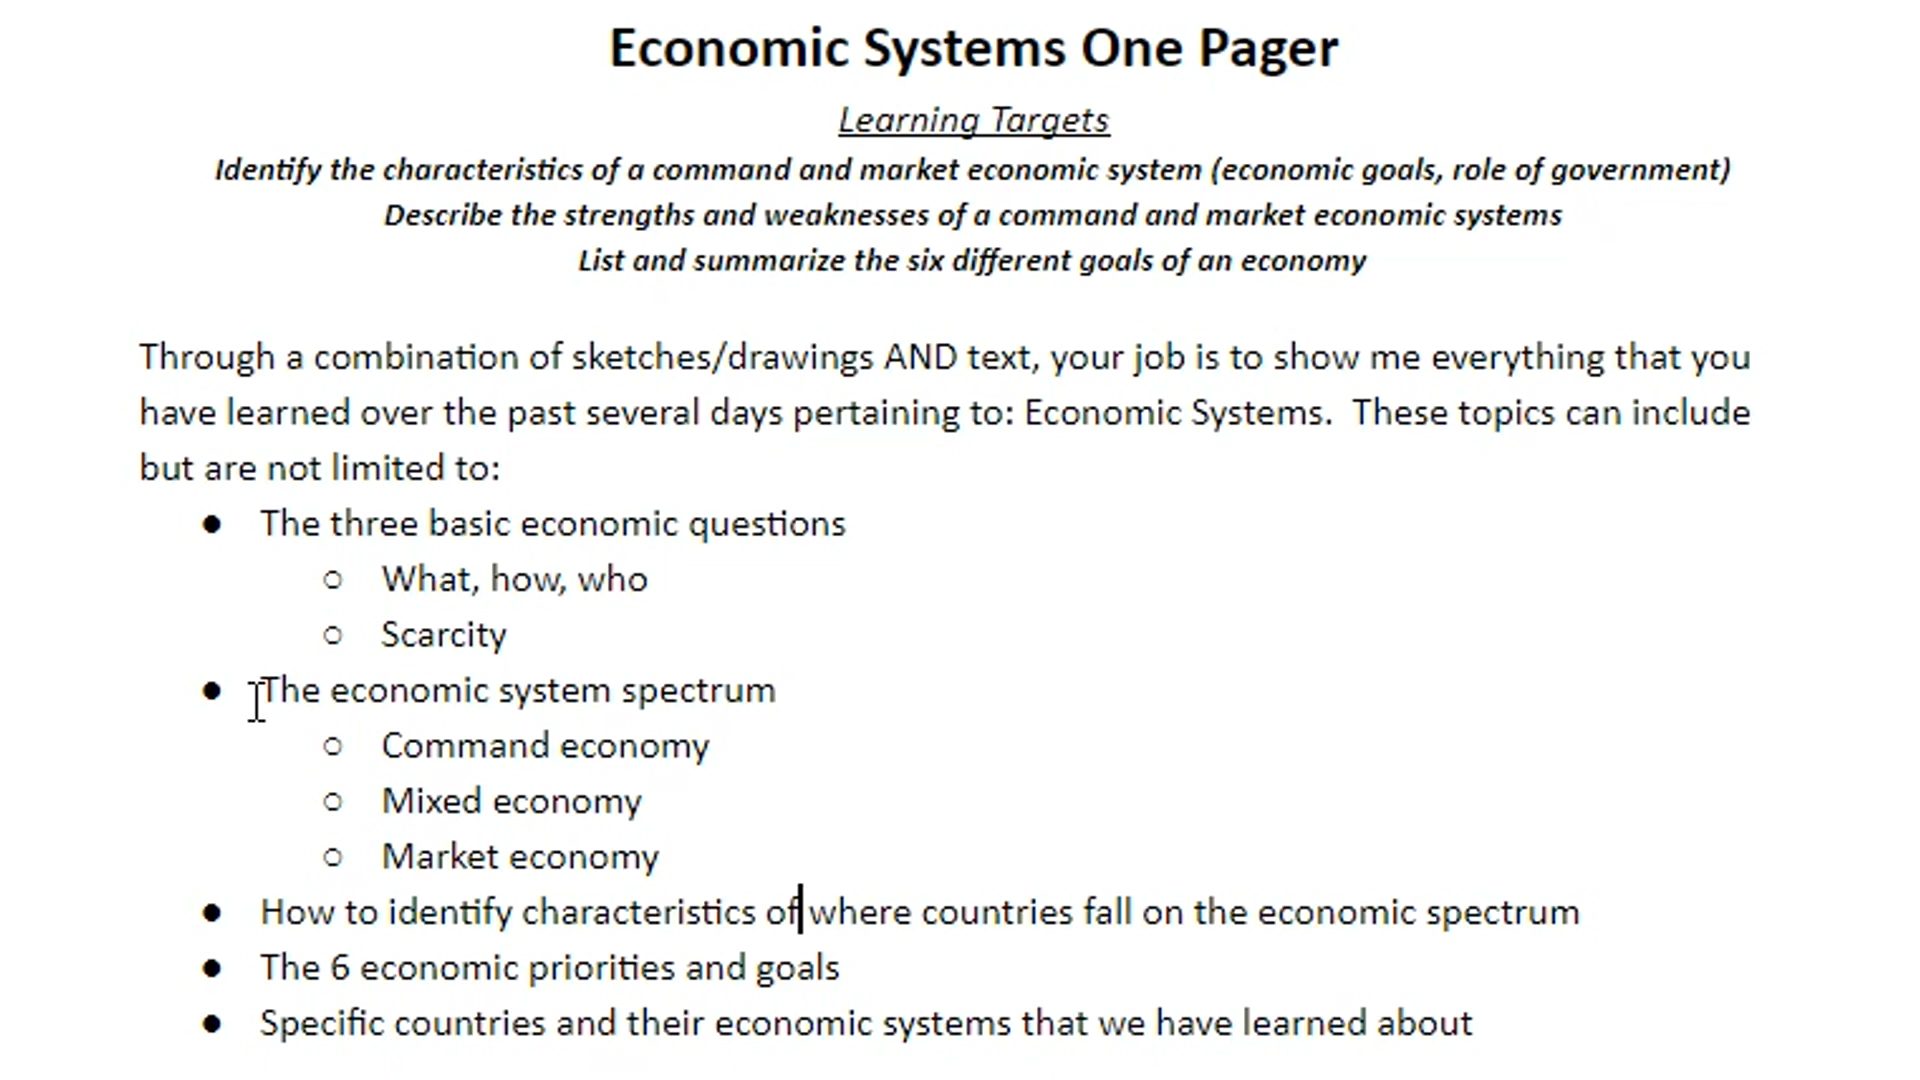 Economic Systems One Pager
Learning Targets
Identify the characteristics of a command and market economic system (economic goals, role of government)
Describe the strengths and weaknesses of a command and market economic systems
List and summarize the six different goals of an economy
Through a combination of sketches/drawings AND text, your job is to show me everything that you
have learned over the past several days pertaining to: Economic Systems.  These topics can include
but are not limited to:
● The three basic economic questions
○ What, how, who
○ Scarcity
● The economic system spectrum
○ Command economy
○ Mixed economy
○ Market economy
● How to identify characteristics of where countries fall on the economic spectrum
● The 6 economic priorities and goals
● Specific countries and their economic systems that we have learned about